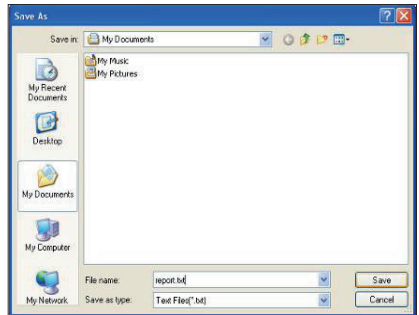 Save As
Save in:
My Documents
My Music
My Pictures
My Recent
Documents
Desktop
My Documents
My Computer
My Network
File name:
report.txt
Save
Save as type:
Text Files(*.txt)
Cancel